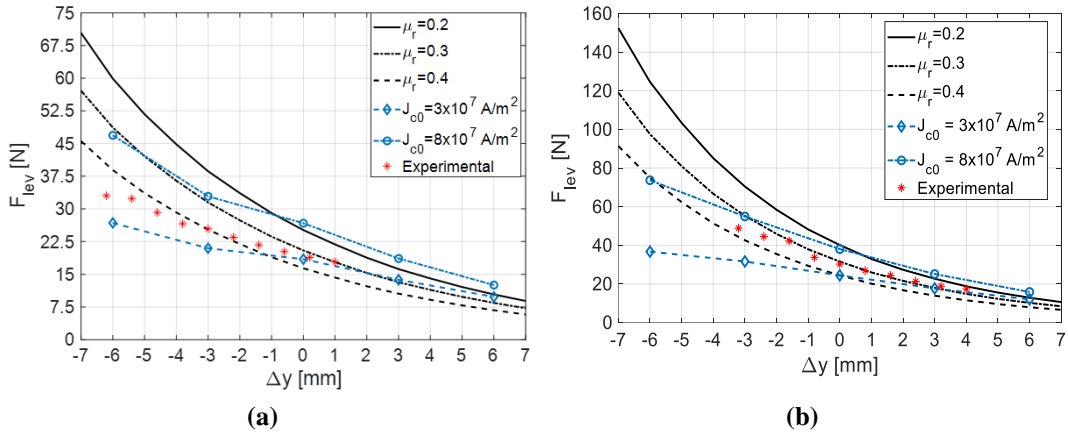 75
67.5
60
52.5
45
37.5
30
22.5
15
7.5
0
F_lev [N]
-7 -6 -5 -4 -3 -2 -1 0 1 2 3 4 5 6 7
Δy [mm]
μ_r=0.2
μ_r=0.3
μ_r=0.4
J_c0=3x10^7 A/m^2
J_c0=8x10^7 A/m^2
Experimental
(a)
160
140
120
100
80
60
40
20
0
F_lev [N]
-7 -6 -5 -4 -3 -2 -1 0 1 2 3 4 5 6 7
Δy [mm]
μ_r=0.2
μ_r=0.3
μ_r=0.4
J_c0 = 3x10^7 A/m^2
J_c0 = 8x10^7 A/m^2
Experimental
(b)